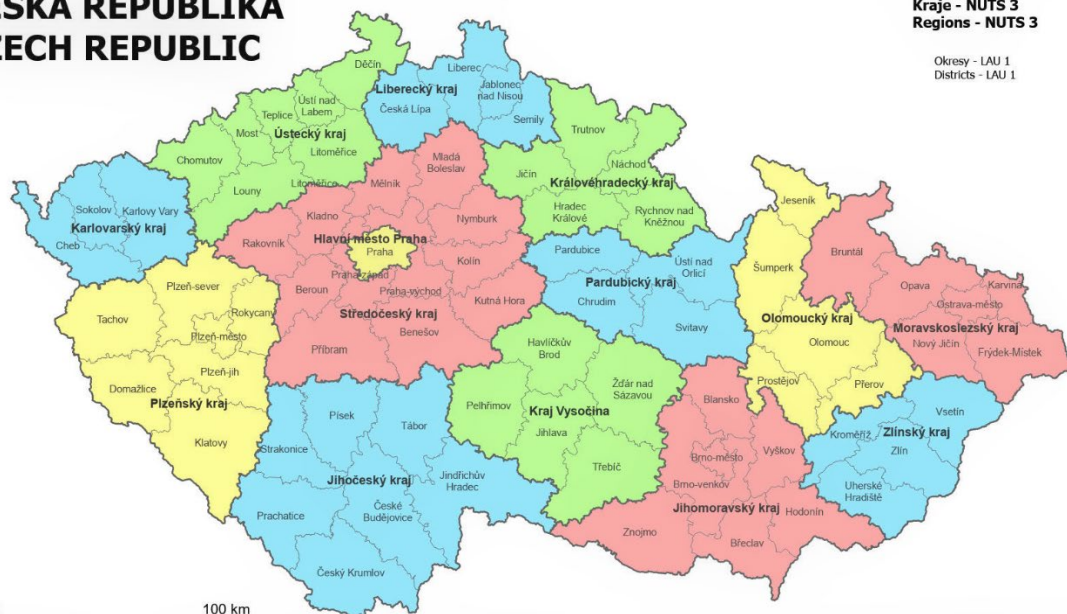 ESKÁ REPUBLIKA
ZECH REPUBLIC
Kraje - NUTS 3
Regions - NUTS 3
Okresy - LAU 1
Districts - LAU 1
Děčín
Liberec
Liberecký kraj
Jablonec
nad Nisou
Česká Lípa
Semily
Ústí nad
Labem
Teplice
Most
Ústecký kraj
Chomutov
Litoměřice
Louny
Litoměřice
Trutnov
Náchod
Jičín
Královéhradecký kraj
Hradec
Králové
Rychnov nad
Kněžnou
Mladá
Boleslav
Mělník
Kladno
Nymburk
Rakovník
Hlavní město Praha
Praha
Kolín
Praha-západ
Beroun
Praha-východ
Kutná Hora
Středočeský kraj
Benešov
Příbram
Sokolov
Karlovy Vary
Karlovarský kraj
Cheb
Plzeň-sever
Tachov
Rokycany
Plzeň-město
Plzeň-jih
Domažlice
Plzeňský kraj
Klatovy
Pardubice
Ústí nad
Orlicí
Pardubický kraj
Chrudim
Svitavy
Jeseník
Šumperk
Olomoucký kraj
Olomouc
Prostějov
Přerov
Bruntál
Opava
Karviná
Ostrava-město
Moravskoslezský kraj
Nový Jičín
Frýdek-Místek
Havlíčkův
Brod
Žďár nad
Sázavou
Pelhřimov
Kraj Vysočina
Jihlava
Třebíč
Písek
Tábor
Strakonice
Jihočeský kraj
Jindřichův
Hradec
Prachatice
České
Budějovice
Český Krumlov
Blansko
Brno-město
Vyškov
Brno-venkov
Jihomoravský kraj
Hodonín
Znojmo
Břeclav
Vsetín
Kroměříž
Zlínský kraj
Zlín
Uherské
Hradiště
100 km